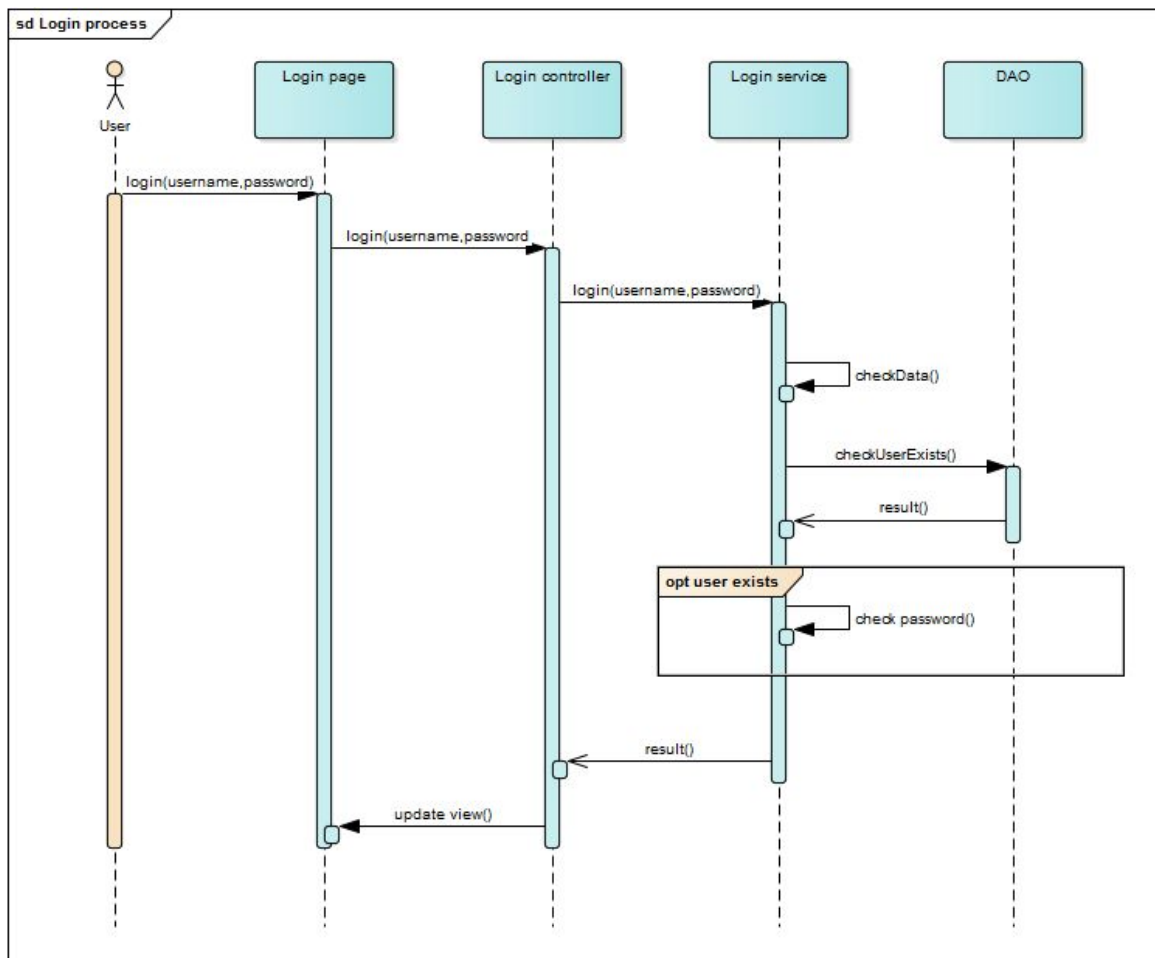 sd Login process
User
Login page
Login controller
Login service
DAO
login(username,password)
login(username,password
login(username,password)
checkData()
checkUserExists()
result()
opt user exists
check password()
result()
update view()